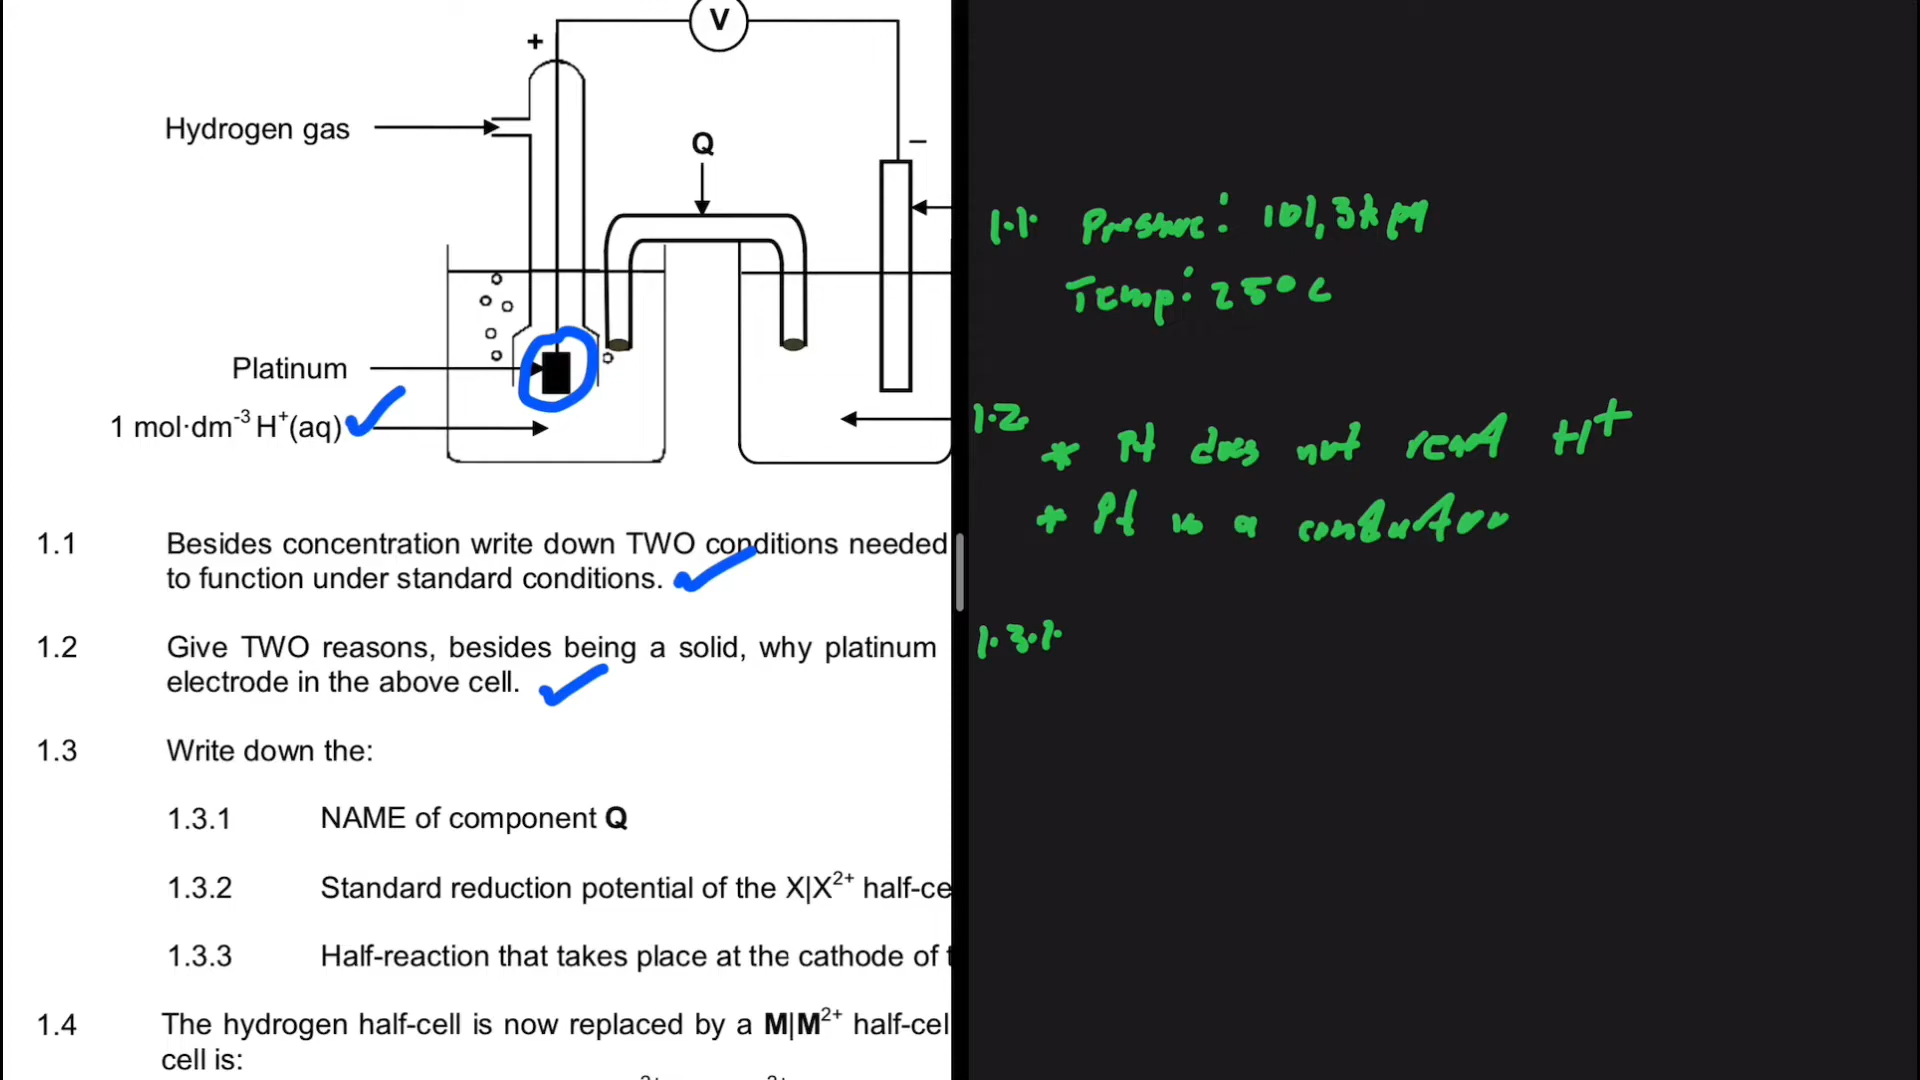 V
+
Hydrogen gas
Q
–
Platinum
1 mol·dm⁻³ H⁺(aq)
1.1 Besides concentration write down TWO conditions needed
to function under standard conditions.
1.2 Give TWO reasons, besides being a solid, why platinum
electrode in the above cell.
1.3 Write down the:
1.3.1 NAME of component Q
1.3.2 Standard reduction potential of the X|X²⁺ half-ce
1.3.3 Half-reaction that takes place at the cathode of t
1.4 The hydrogen half-cell is now replaced by a M|M²⁺ half-cel
cell is:
2+ 2+
1.1. Pressure: 101,3kpa
Temp: 25°c
1.2.
* Pt does not react H⁺
* Pt is a conductor
1.3.1.